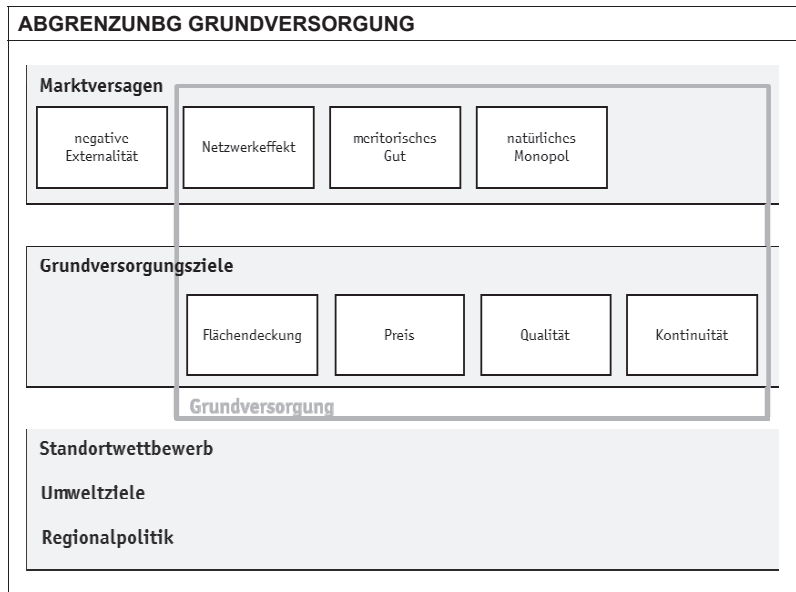 ABGRENZUNBG GRUNDVERSORGUNG
Marktversagen
negative
Externalität
Netzwerkeffekt
meritorisches
Gut
natürliches
Monopol
Grundversorgungsziele
Flächendeckung
Preis
Qualität
Kontinuität
Grundversorgung
Standortwettbewerb
Umweltziele
Regionalpolitik